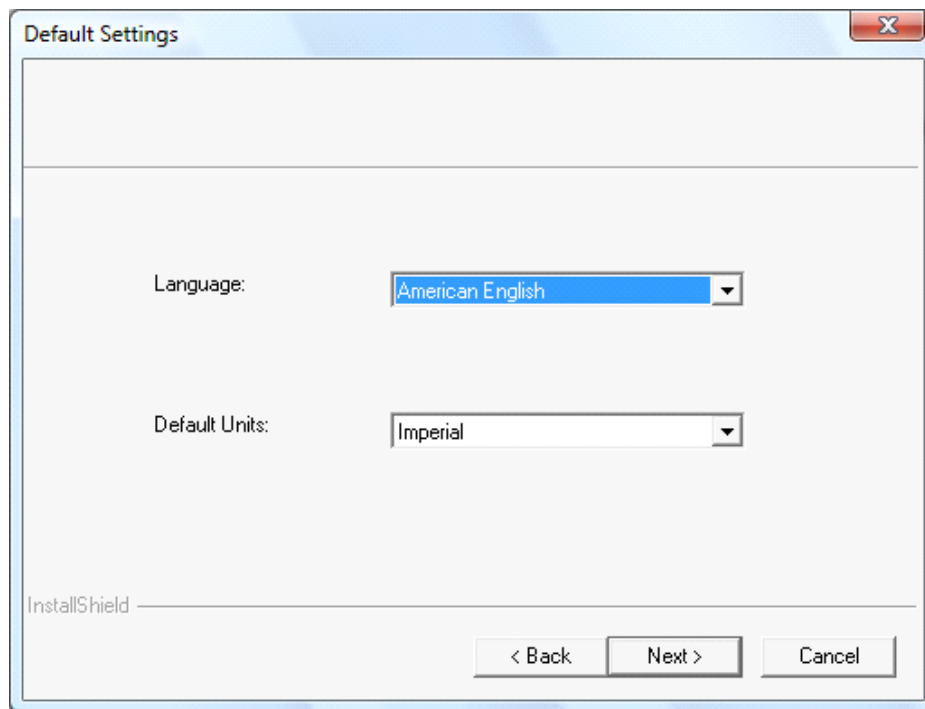 Default Settings
Language:
American English
Default Units:
Imperial
InstallShield
< Back
Next >
Cancel